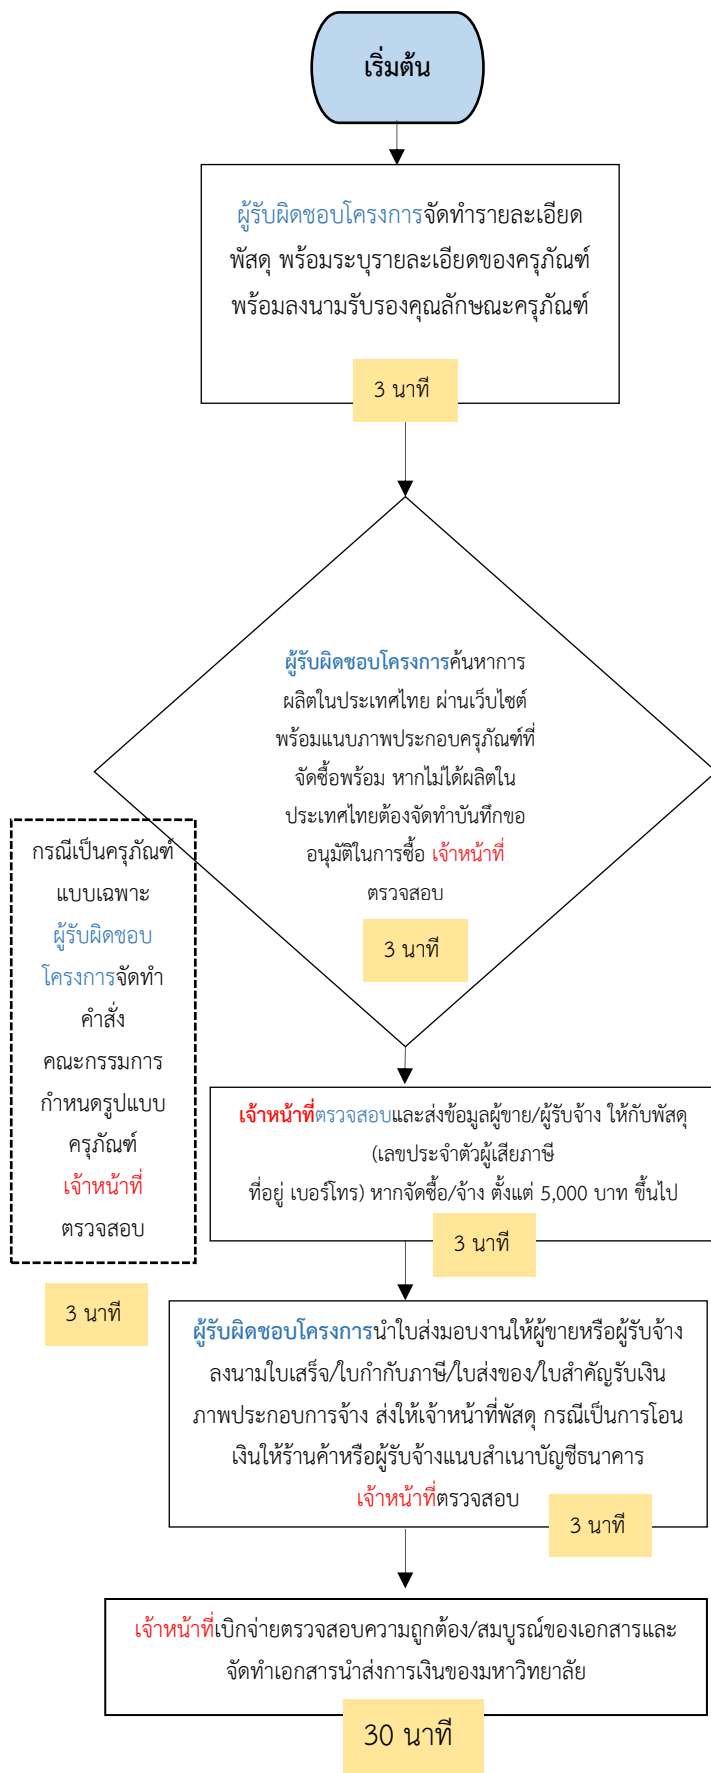 เริ่มต้น
ผู้รับผิดชอบโครงการจัดทำรายละเอียด
พัสดุ พร้อมระบุรายละเอียดของครุภัณฑ์
พร้อมลงนามรับรองคุณลักษณะครุภัณฑ์
3 นาที
ผู้รับผิดชอบโครงการค้นหาการ
ผลิตในประเทศไทย ผ่านเว็บไซต์
พร้อมแนบภาพประกอบครุภัณฑ์ที่
จัดซื้อพร้อม หากไม่ได้ผลิตใน
ประเทศไทยต้องจัดทำบันทึกขอ
อนุมัติในการซื้อ เจ้าหน้าที่
ตรวจสอบ
3 นาที
กรณีเป็นครุภัณฑ์
แบบเฉพาะ
ผู้รับผิดชอบ
โครงการจัดทำ
คำสั่ง
คณะกรรมการ
กำหนดรูปแบบ
ครุภัณฑ์
เจ้าหน้าที่
ตรวจสอบ
3 นาที
เจ้าหน้าที่ตรวจสอบและส่งข้อมูลผู้ขาย/ผู้รับจ้าง ให้กับพัสดุ
(เลขประจำตัวผู้เสียภาษี
ที่อยู่ เบอร์โทร) หากจัดซื้อ/จ้าง ตั้งแต่ 5,000 บาท ขึ้นไป
3 นาที
ผู้รับผิดชอบโครงการนำใบส่งมอบงานให้ผู้ขายหรือผู้รับจ้าง
ลงนามใบเสร็จ/ใบกำกับภาษี/ใบส่งของ/ใบสำคัญรับเงิน
ภาพประกอบการจ้าง ส่งให้เจ้าหน้าที่พัสดุ กรณีเป็นการโอน
เงินให้ร้านค้าหรือผู้รับจ้างแนบสำเนาบัญชีธนาคาร
เจ้าหน้าที่ตรวจสอบ
3 นาที
เจ้าหน้าที่เบิกจ่ายตรวจสอบความถูกต้อง/สมบูรณ์ของเอกสารและ
จัดทำเอกสารนำส่งการเงินของมหาวิทยาลัย
30 นาที